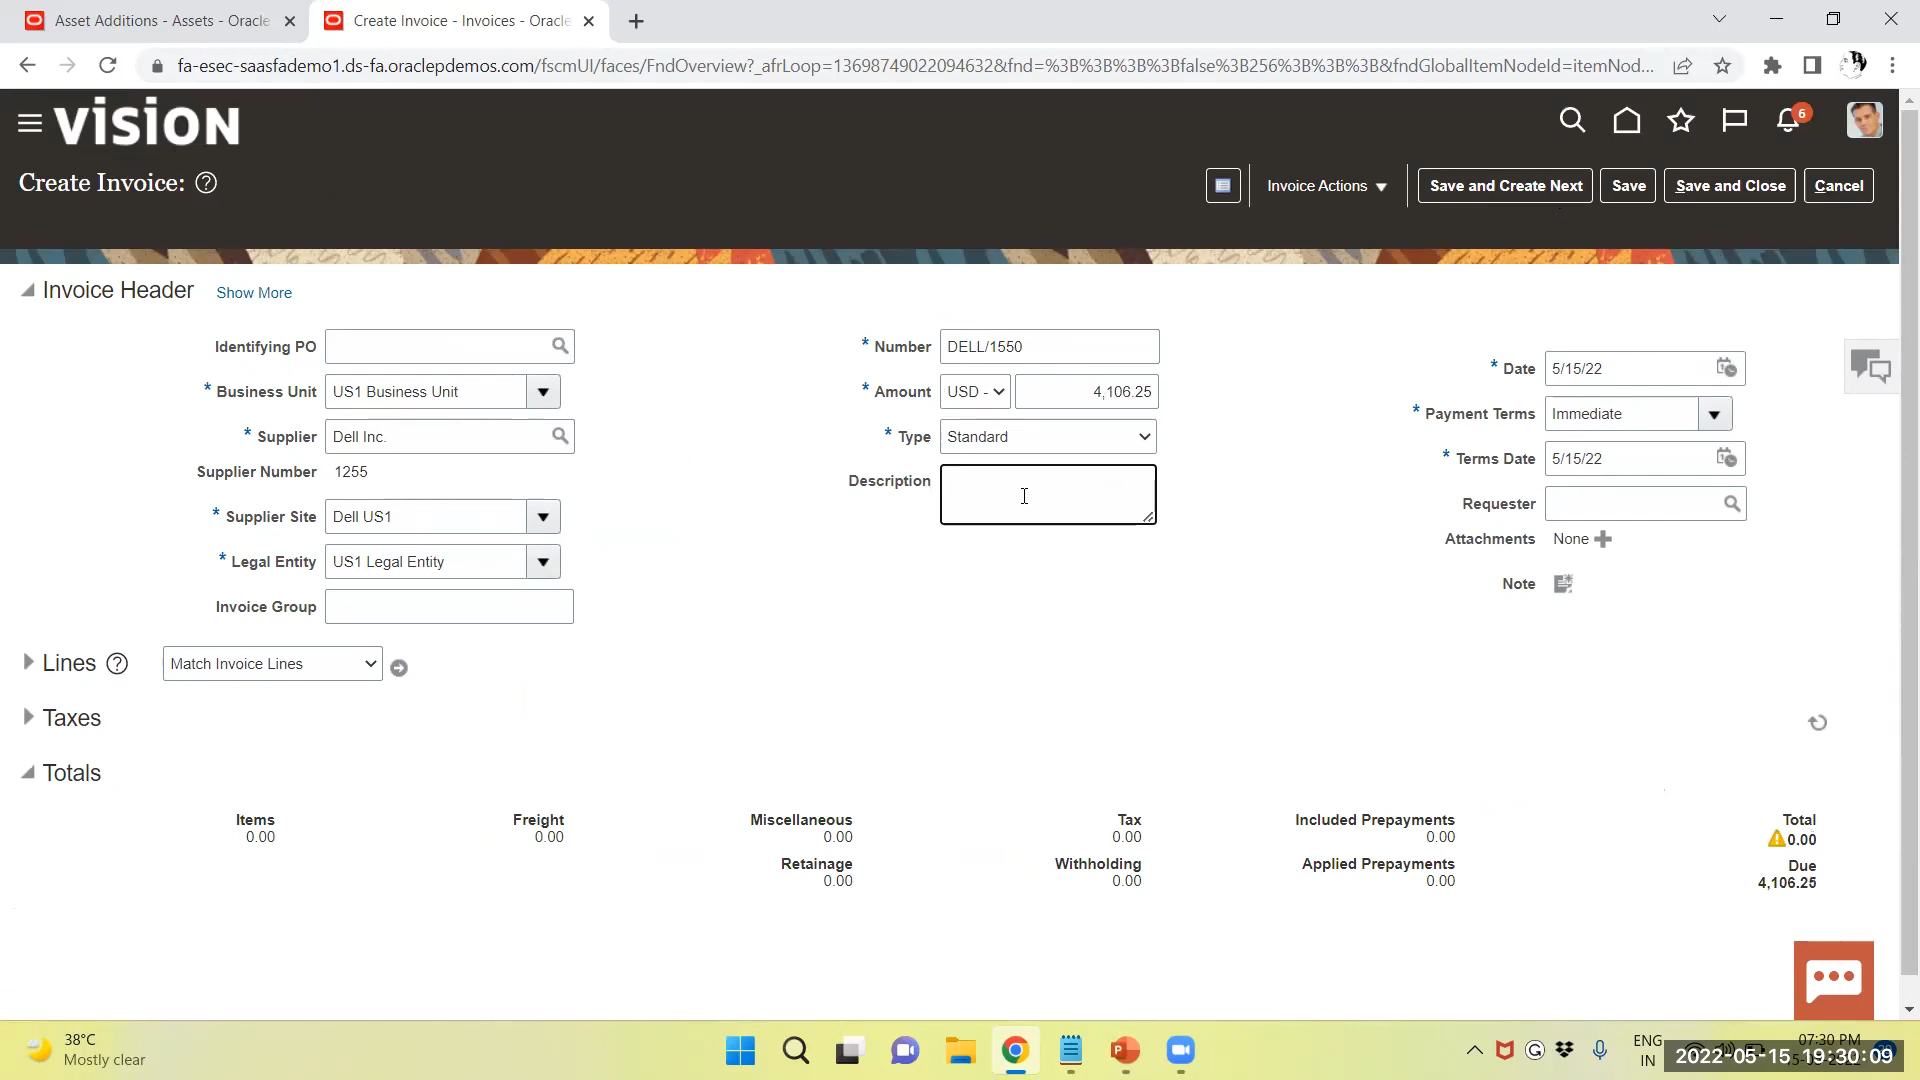 Asset Additions - Assets - Oracle
Create Invoice - Invoices - Oracle
fa-esec-saasfademo1.ds-fa.oraclepdemos.com/fscmUI/faces/FndOverview?_afrLoop=13698749022094632&fnd=%3B%3B%3B%3Bfalse%3B256%3B%3B%3B&fndGlobalItemNodeId=itemNod...
vision
6
Create Invoice: ?
Invoice Actions
Save and Create Next
Save
Save and Close
Cancel
Invoice Header
Show More
Identifying PO
* Business Unit US1 Business Unit
* Supplier Dell Inc.
Supplier Number 1255
* Supplier Site Dell US1
* Legal Entity US1 Legal Entity
Invoice Group
* Number DELL/1550
* Amount USD - 4,106.25
* Type Standard
Description
* Date 5/15/22
* Payment Terms Immediate
* Terms Date 5/15/22
Requester
Attachments None
Note
Lines ? Match Invoice Lines
Taxes
Totals
Items Freight Miscellaneous Tax Included Prepayments Total
0.00 0.00 0.00 0.00 0.00 0.00
Retainage Withholding Applied Prepayments Due
0.00 0.00 0.00 4,106.25
38°C
Mostly clear
ENG
IN
07:30 PM
2022-05-15 19:30:09